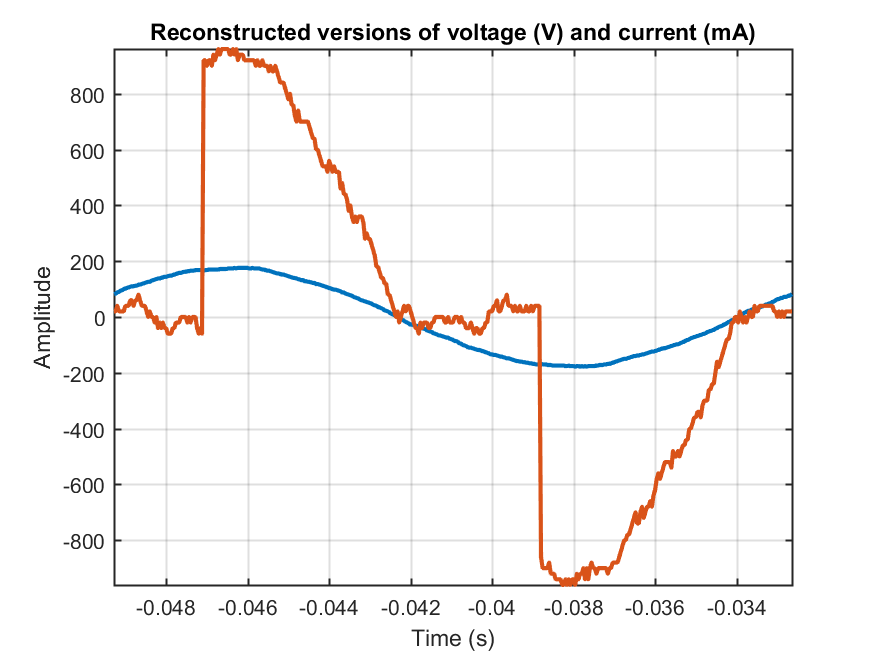 Reconstructed versions of voltage (V) and current (mA)
Amplitude
800
600
400
200
0
-200
-400
-600
-800
-0.048 -0.046 -0.044 -0.042 -0.04 -0.038 -0.036 -0.034
Time (s)